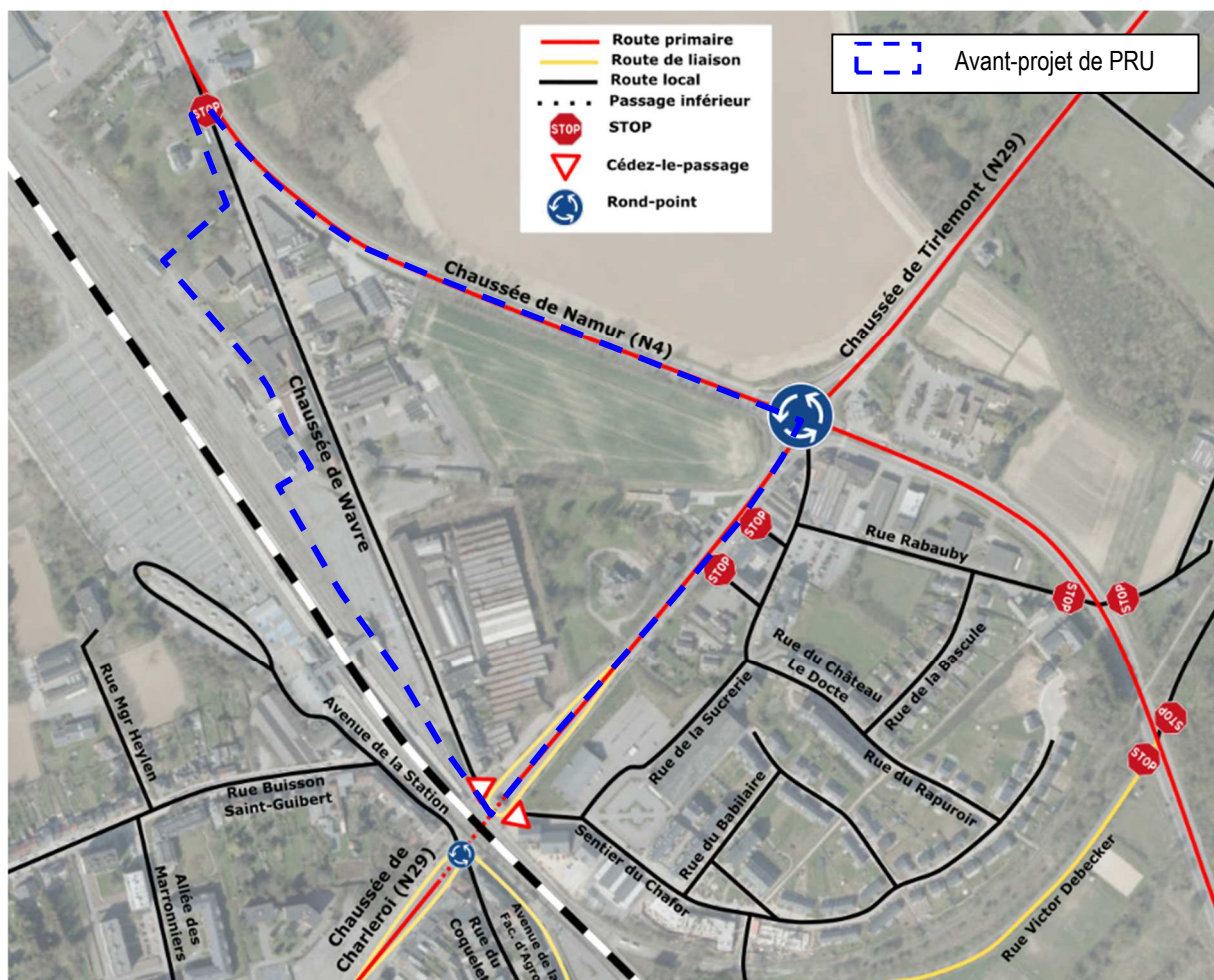 Route primaire
Route de liaison
Route local
Passage inférieur
STOP
STOP
Cédez-le-passage
Rond-point
Avant-projet de PRU
STOP
Chaussée de Tirlemont (N29)
Chaussée de Namur (N4)
Chaussée de Wavre
STOP
STOP
Rue Rabauby
STOP
STOP
Rue du Château
Le Docte
Rue de la Bascule
Rue de la Sucrerie
Rue du Rapuroir
STOP
STOP
Rue Mgr Heylen
Avenue de la Station
Rue Buisson
Saint-Guibert
Rue du Babilaire
Sentier du Chafor
Rue Victor Debecker
Allée des
Marronniers
Chaussée de
Charleroi (N29)
Rue du
Coquelet
Avenue de la
Fac. d'Agro